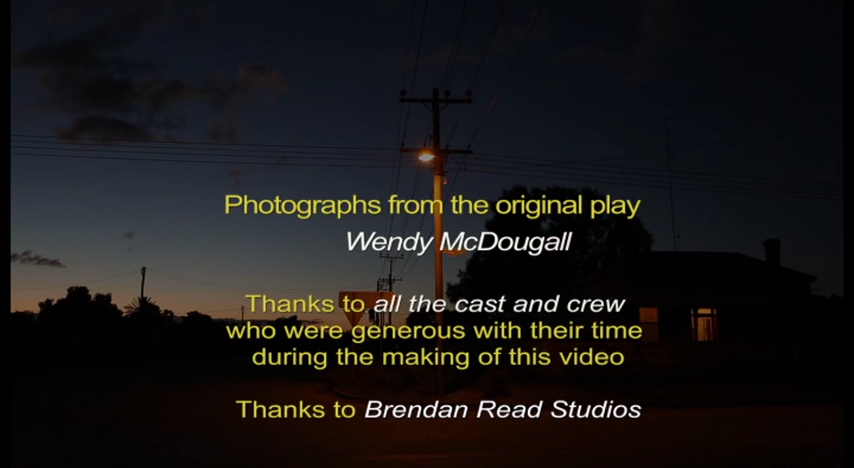 Photographs from the original play
Wendy McDougall
Thanks to all the cast and crew
who were generous with their time
during the making of this video
Thanks to Brendan Read Studios